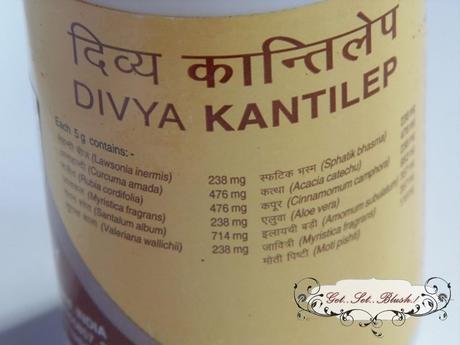 दिव्य कान्तिलेप
DIVYA KANTILEP
Each 5 g contains:-
बीज (Lawsonia inermis) 238 mg
(Curcuma amada) 476 mg
(Rubia cordifolia) 476 mg
(Myristica fragrans) 238 mg
(Santalum album) 714 mg
(Valeriana wallichii) 238 mg
स्फटिक भस्म (Sphatik bhasma)
कत्था (Acacia catechu)
कपूर (Cinnamomum camphora)
एलुवा (Aloe vera)
इलायची बड़ी (Amomum subulatum)
जावित्री (Myristica fragrans)
मोती पिष्टी (Moti pishti)
INDIA
Get..Set..Blush..!